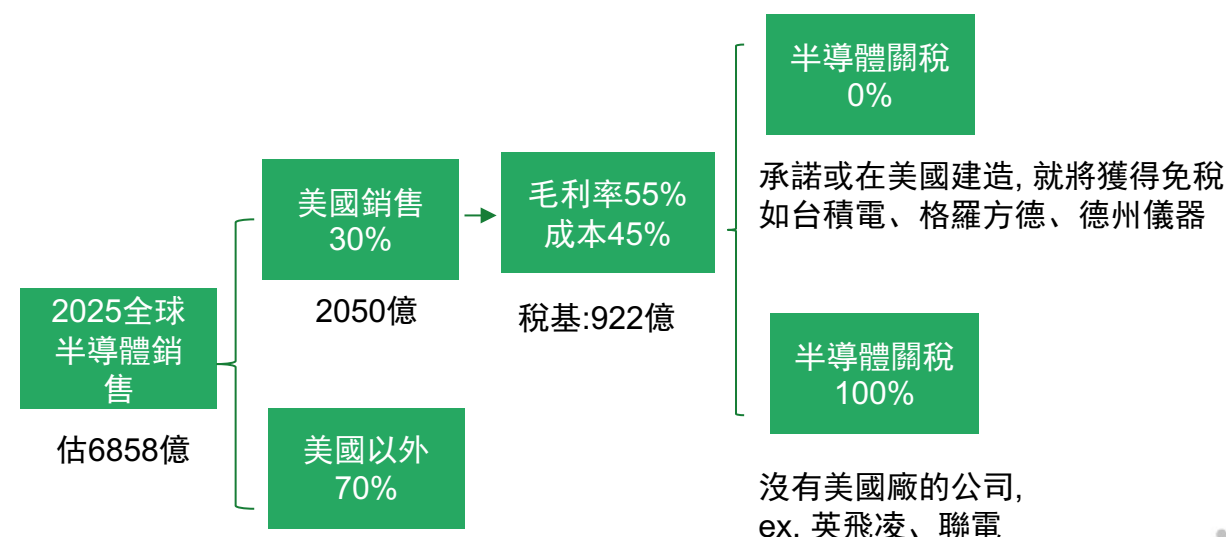 2025全球
半導體銷
售
估6858億
美國銷售
30%
2050億
美國以外
70%
毛利率55%
成本45%
稅基:922億
半導體關稅
0%
承諾或在美國建造, 就將獲得免稅
如台積電、格羅方德、德州儀器
半導體關稅
100%
沒有美國廠的公司,
ex. 英飛凌、聯電